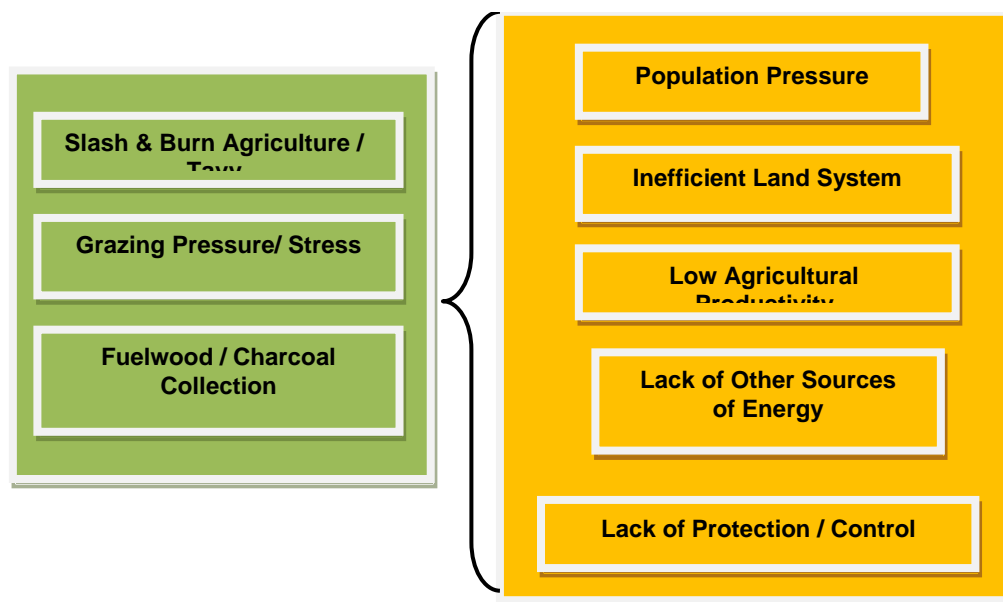 Slash & Burn Agriculture /
Grazing Pressure/ Stress
Fuelwood / Charcoal
Collection
Population Pressure
Inefficient Land System
Low Agricultural
Productivity
Lack of Other Sources
of Energy
Lack of Protection / Control